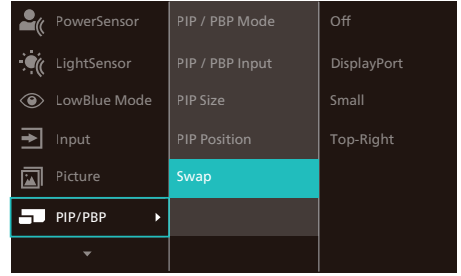 PowerSensor PIP / PBP Mode Off
LightSensor PIP / PBP Input DisplayPort
LowBlue Mode PIP Size Small
Input PIP Position Top-Right
Picture Swap
PIP/PBP